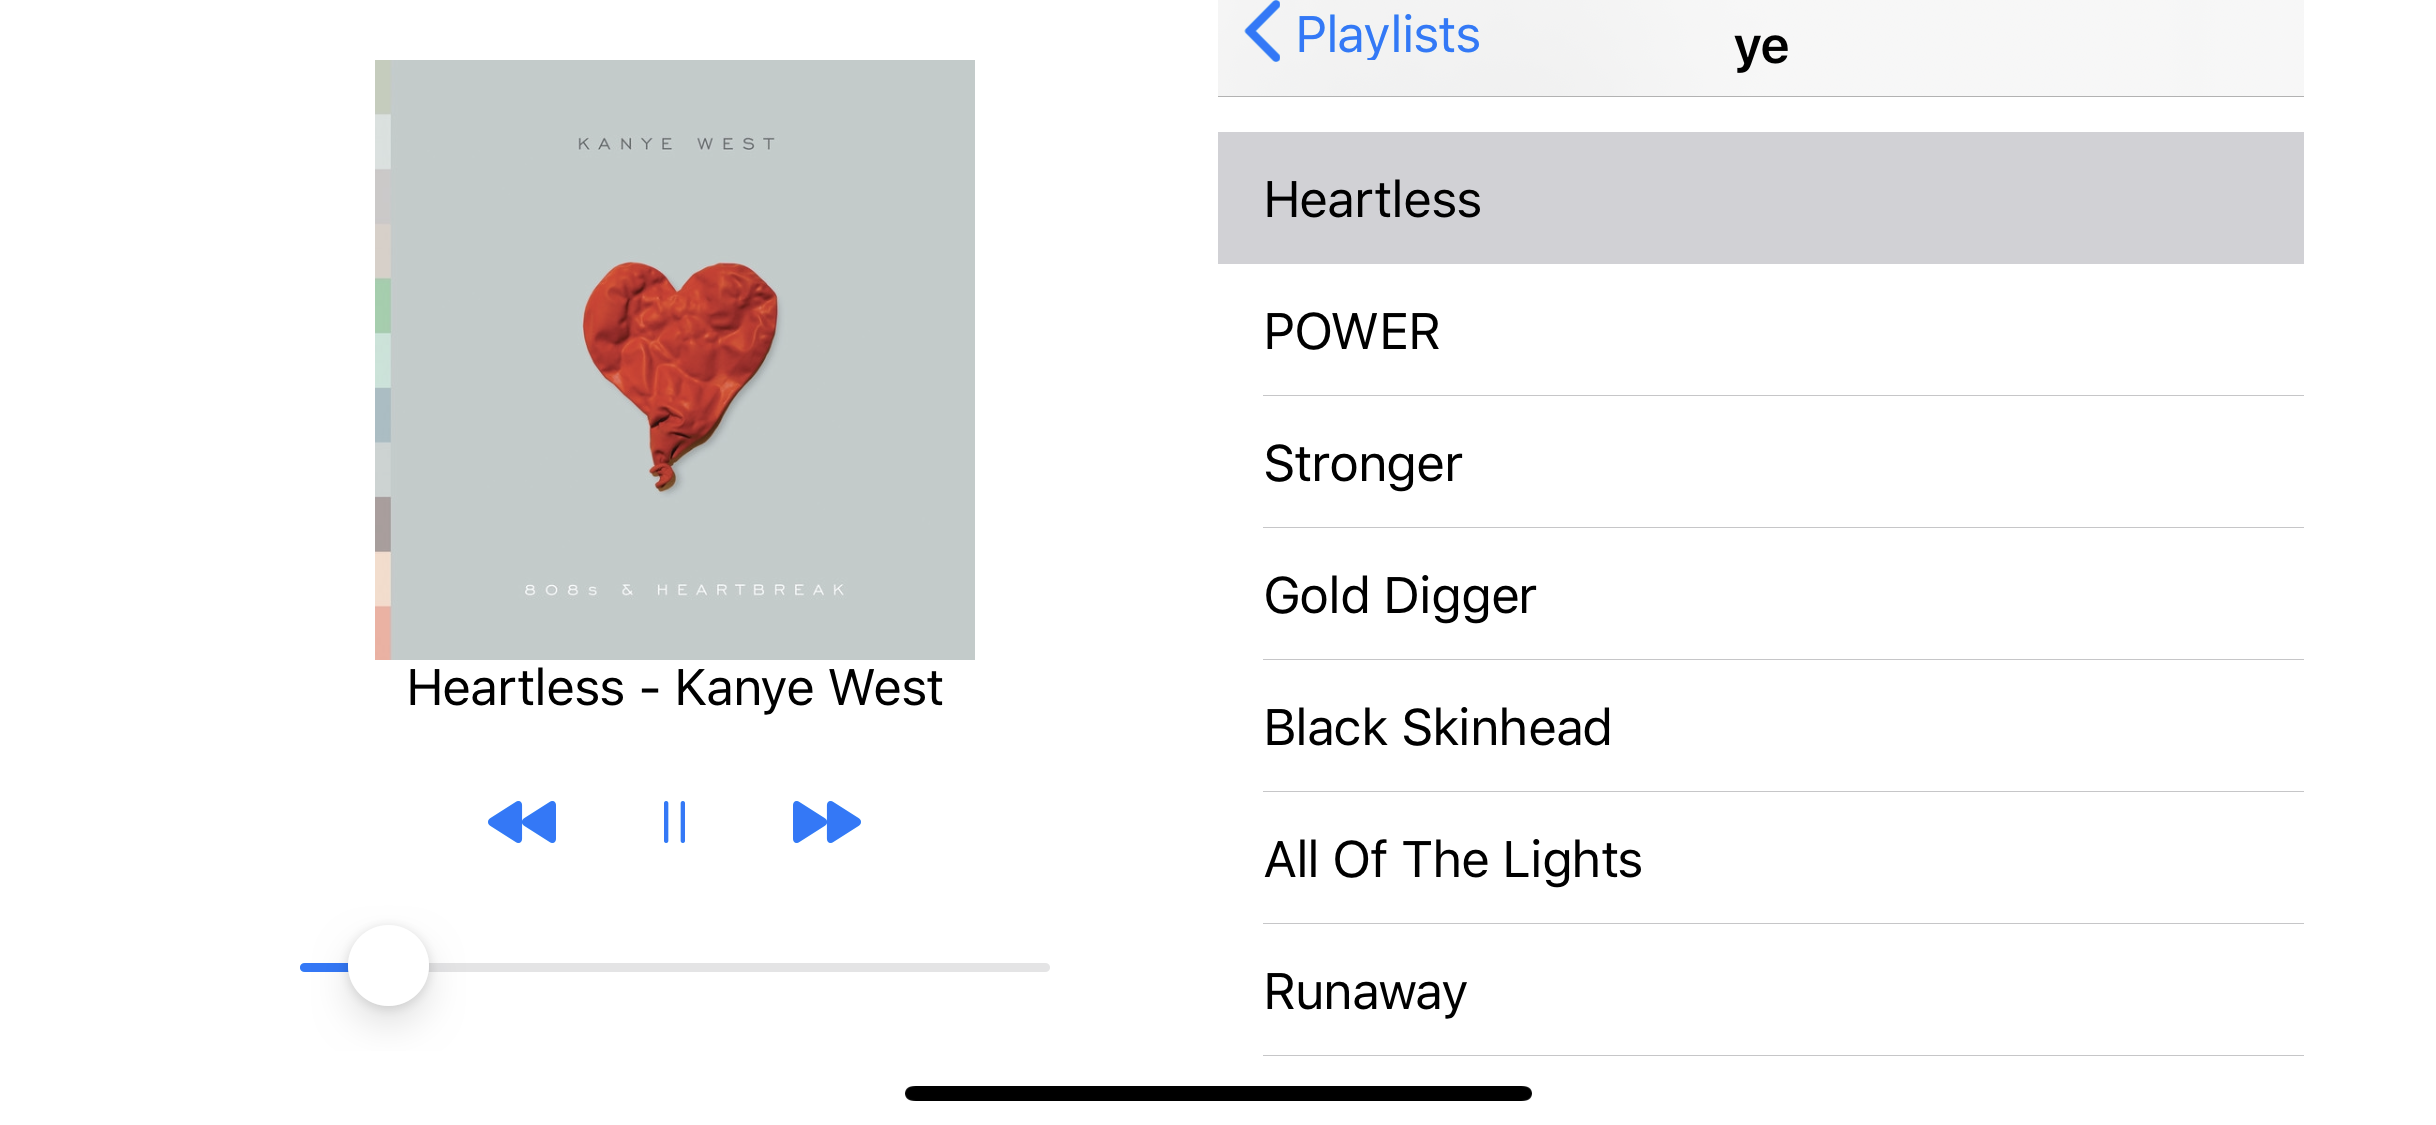 KANYE WEST
808s & HEARTBREAK
Heartless - Kanye West
Playlists
ye
Heartless
POWER
Stronger
Gold Digger
Black Skinhead
All Of The Lights
Runaway